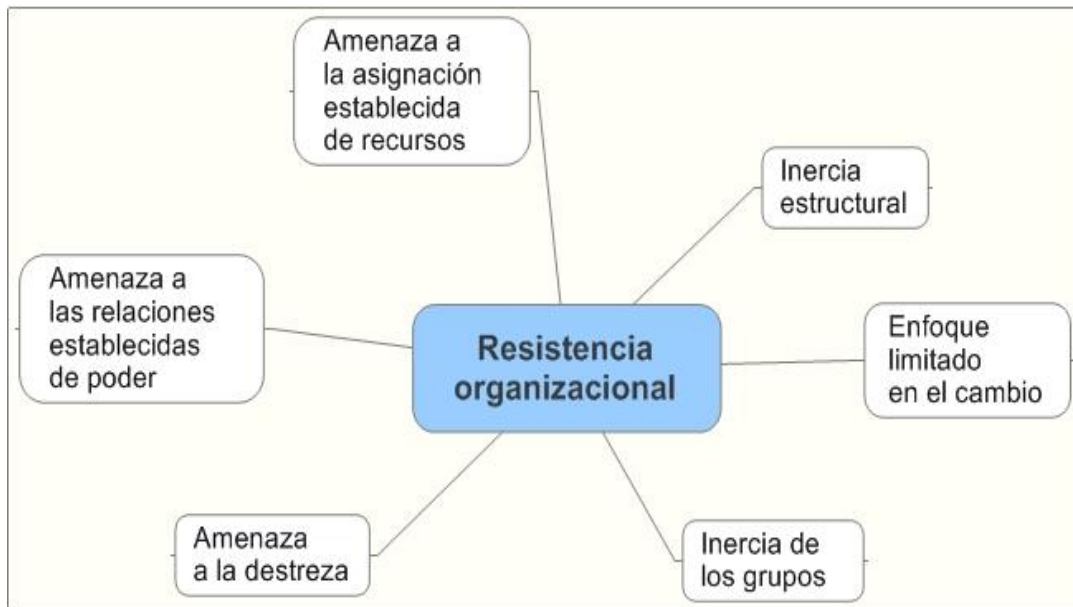 Amenaza a
la asignación
establecida
de recursos
Inercia
estructural
Amenaza a
las relaciones
establecidas
de poder
Resistencia
organizacional
Enfoque
limitado
en el cambio
Amenaza
a la destreza
Inercia de
los grupos